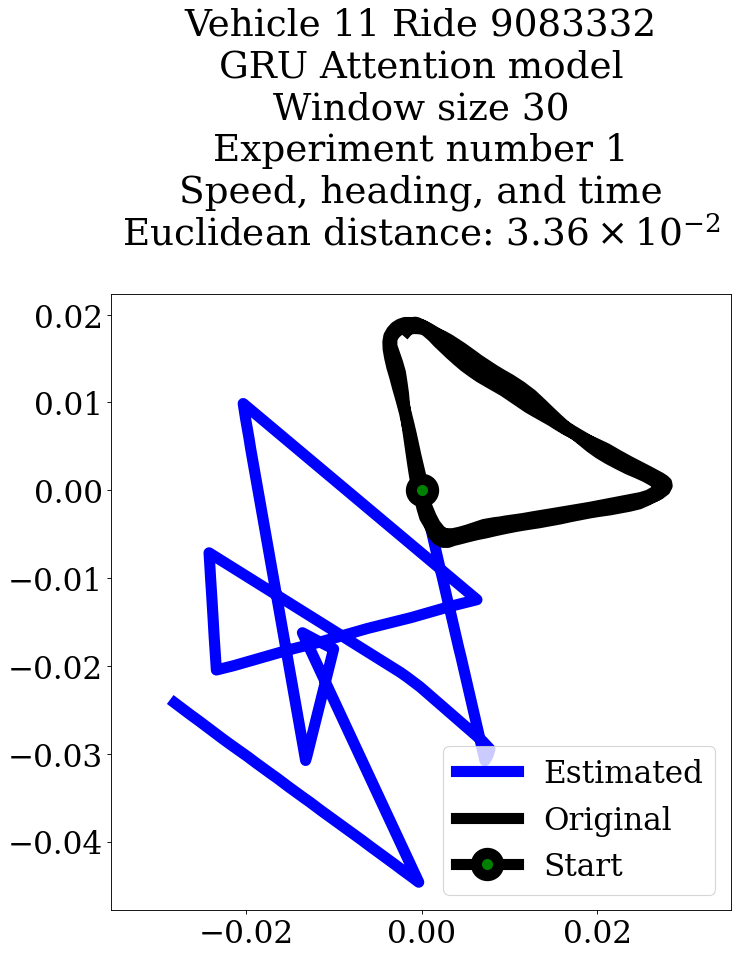 Vehicle 11 Ride 9083332
GRU Attention model
Window size 30
Experiment number 1
Speed, heading, and time
Euclidean distance: 3.36 × 10⁻²
0.02
0.01
0.00
−0.01
−0.02
−0.03
−0.04
Estimated
Original
Start
−0.02
0.00
0.02